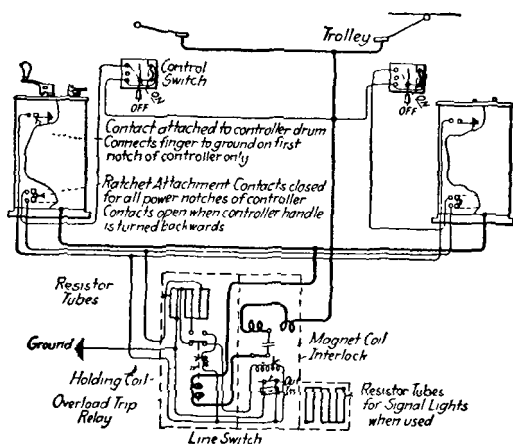 Trolley
Control
Switch
ON
OFF
ON
OFF
Contact attached to controller drum
Connects finger to ground on first
notch of controller only
Ratchet Attachment Contacts closed
for all power notches of controller
Contacts open when controller handle
is turned backwards
Resistor
Tubes
Magnet Coil
Interlock
Ground
Holding Coil
Overload Trip
Relay
Out
In
Line Switch
Resistor Tubes
for Signal Lights
when used